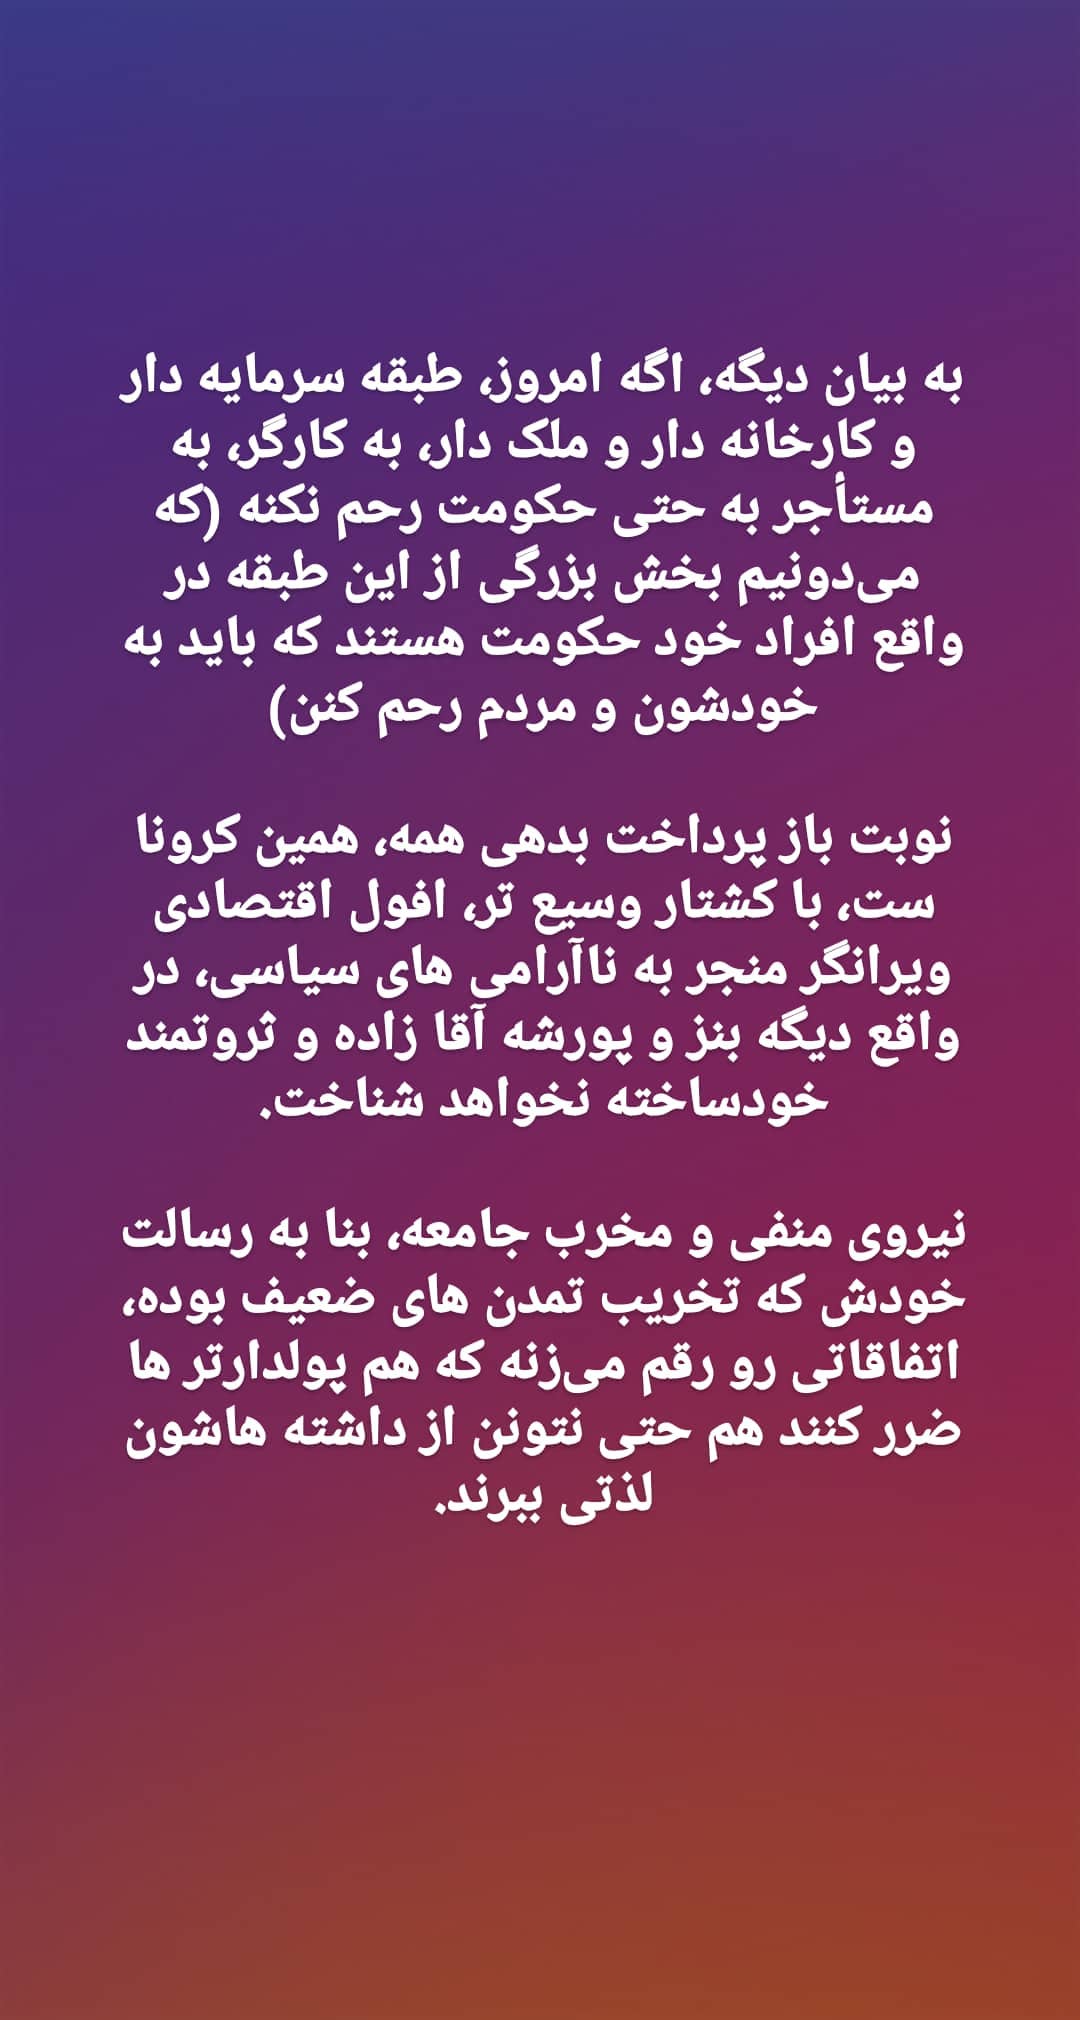 به بیان دیگه، اگه امروز، طبقه سرمایه دار
و کارخانه دار و ملک دار، به کارگر، به
مستأجر به حتی حکومت رحم نکنه (که
می‌دونیم بخش بزرگی از این طبقه در
واقع افراد خود حکومت هستند که باید به
خودشون و مردم رحم کنن)
نوبت باز پرداخت بدهی همه، همین کرونا
ست، با کشتار وسیع تر، افول اقتصادی
ویرانگر منجر به ناآرامی های سیاسی، در
واقع دیگه بنز و پورشه آقا زاده و ثروتمند
خودساخته نخواهد شناخت.
نیروی منفی و مخرب جامعه، بنا به رسالت
خودش که تخریب تمدن های ضعیف بوده،
اتفاقاتی رو رقم می‌زنه که هم پولدارتر ها
ضرر کنند هم حتی نتونن از داشته هاشون
لذتی ببرند.